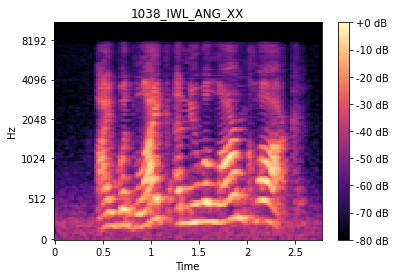 1038_IWL_ANG_XX
8192
4096
2048
1024
512
0
Hz
0
0.5
1
1.5
2
2.5
Time
+0 dB
-10 dB
-20 dB
-30 dB
-40 dB
-50 dB
-60 dB
-70 dB
-80 dB